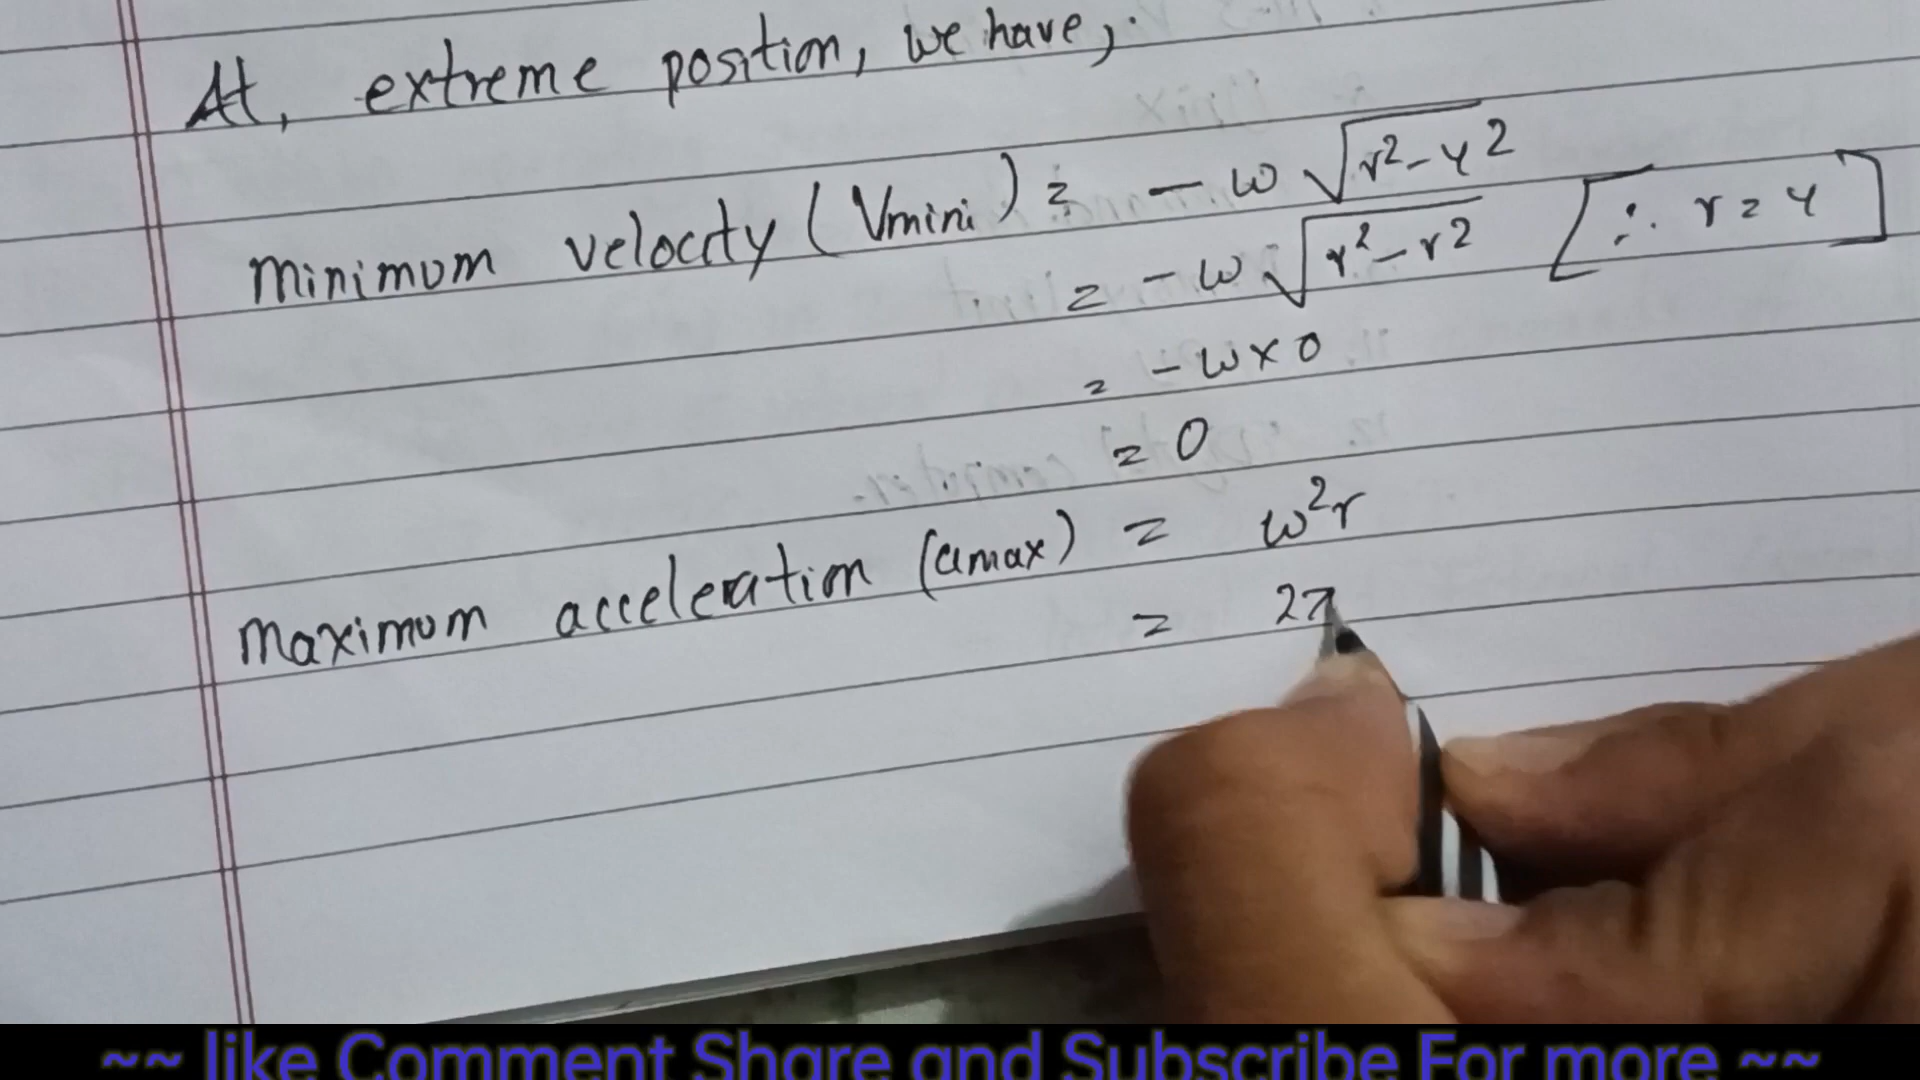 At, extreme position, we have,
minimum velocity (Vmini) = - ω √r²-y²
= - ω √r²-r² [∴ r = y]
= - ω × 0
= 0
maximum acceleration (amax) = ω²r
= 2π
~~ like Comment Share and Subscribe For more ~~